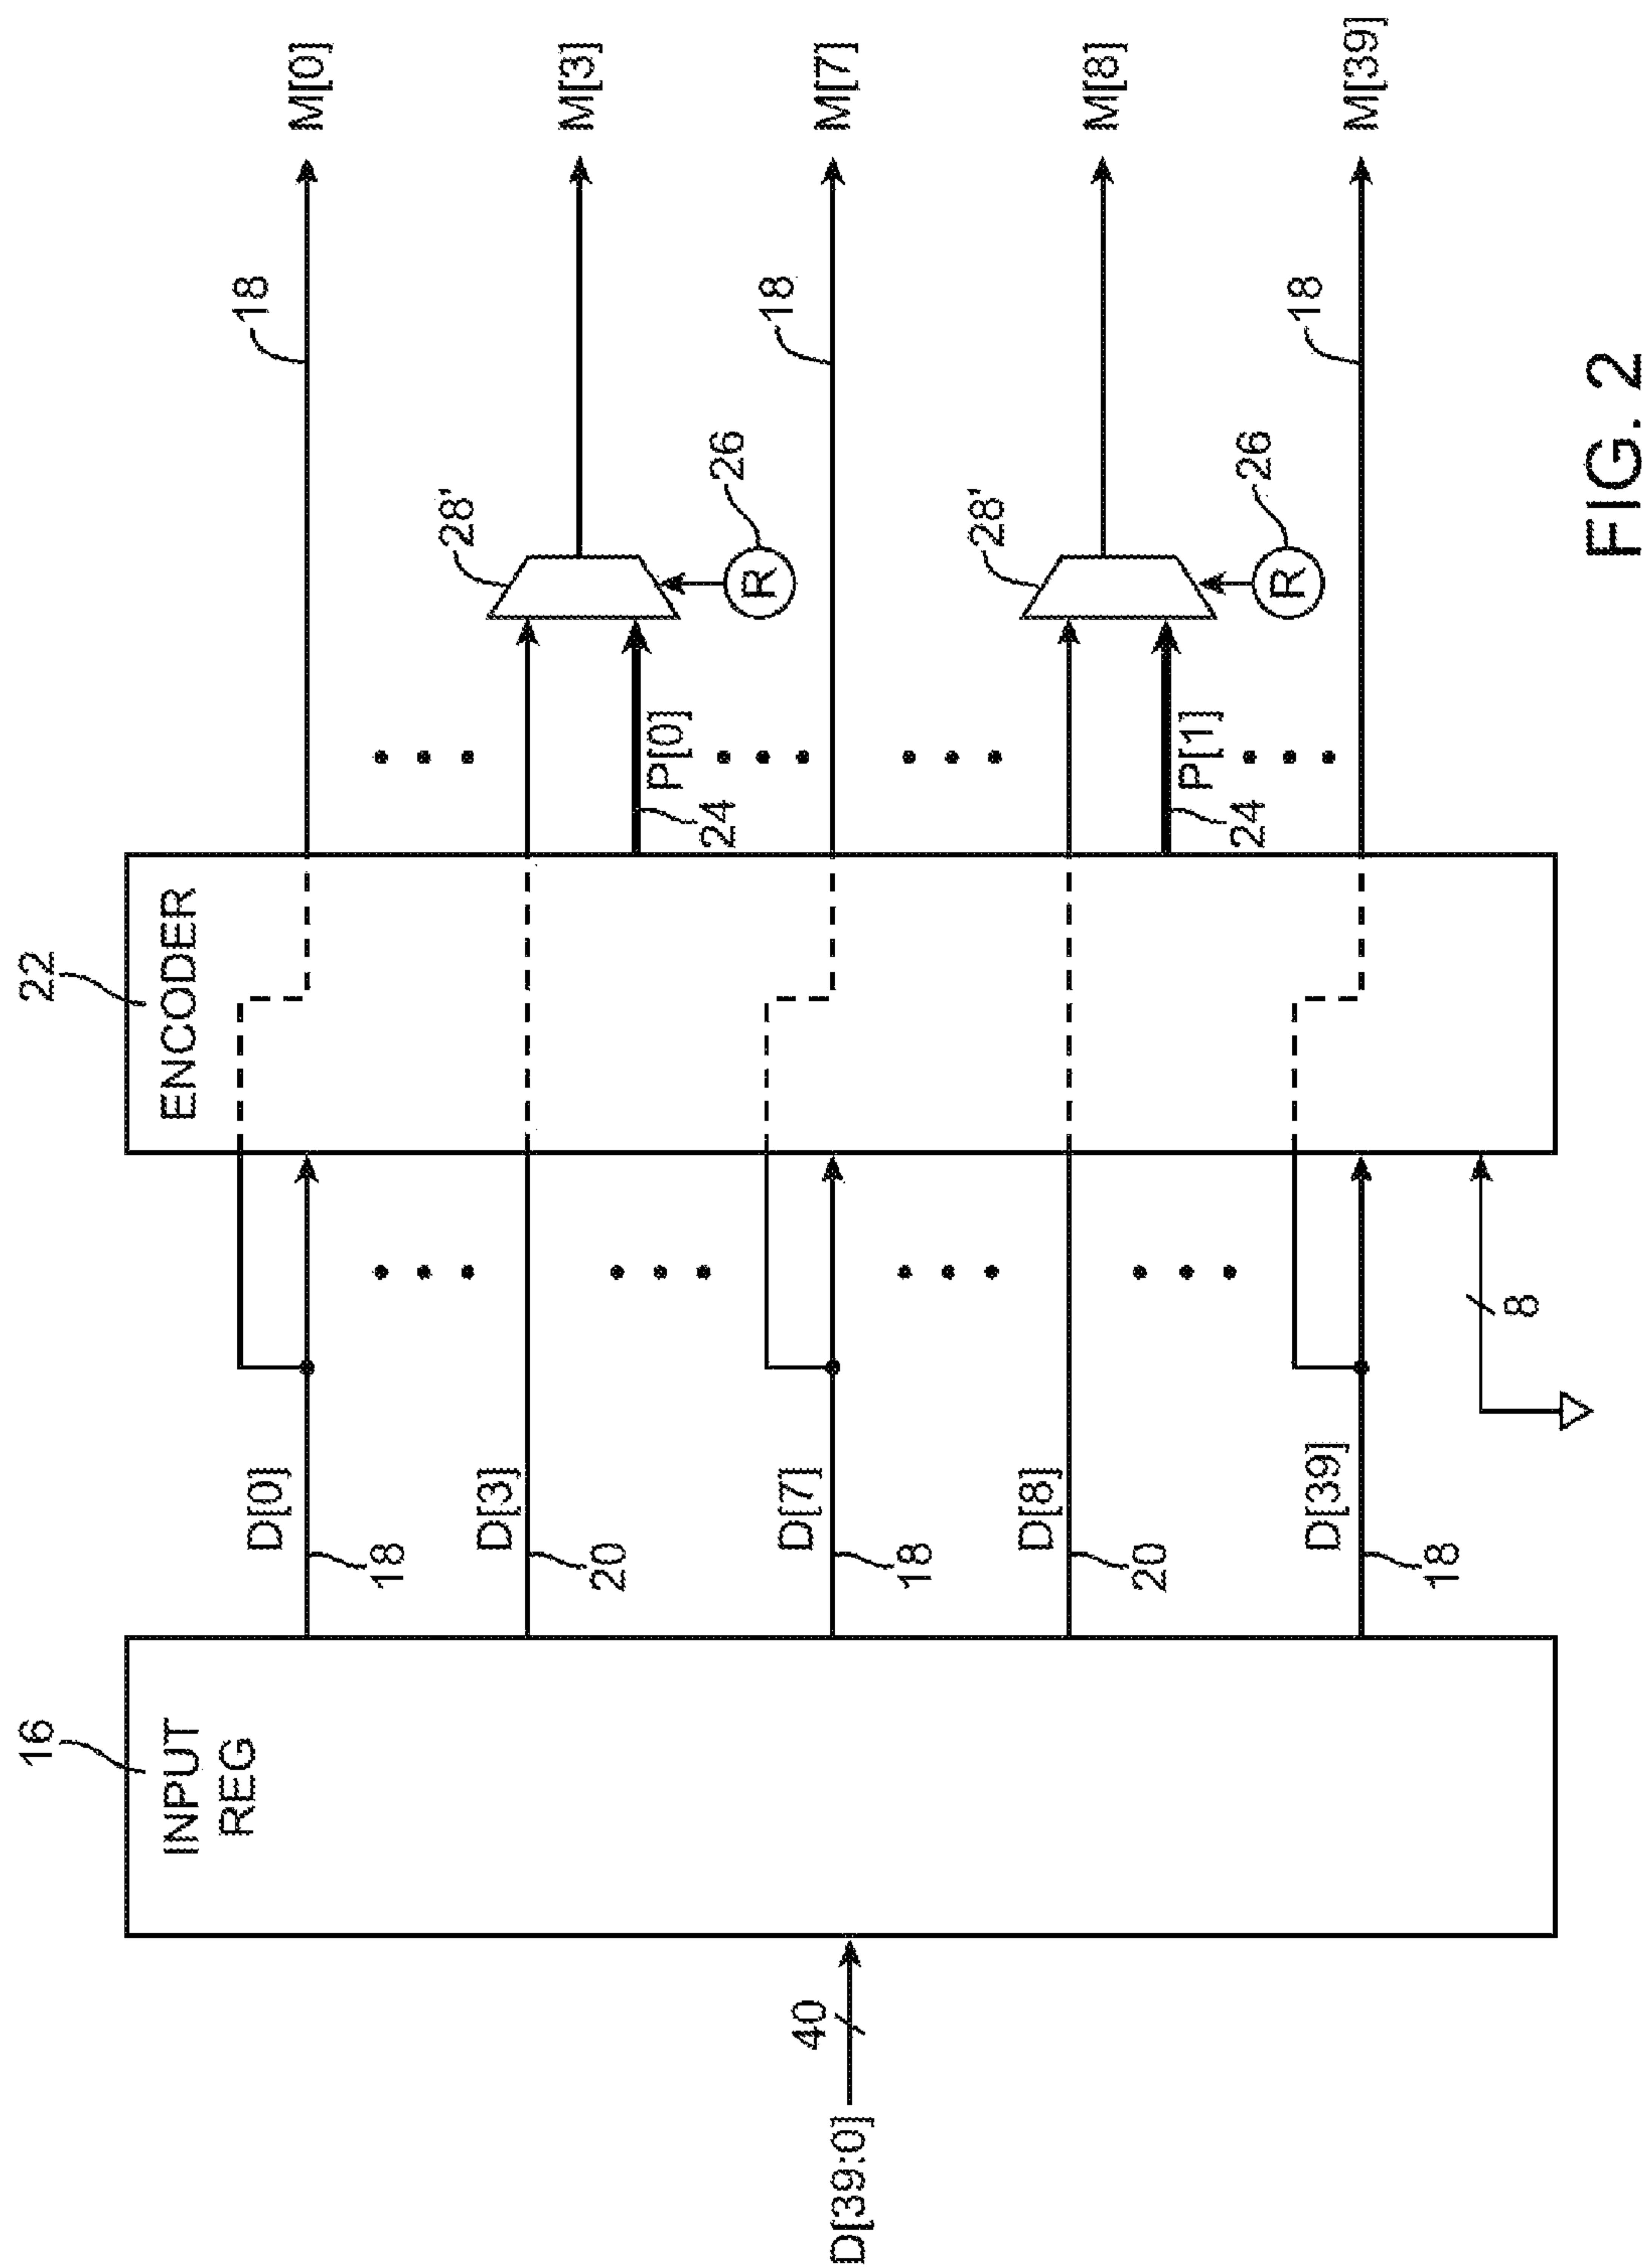 16
22
INPUT
REG
ENCODER
D[39:0]
40
D[0]
18
18
M[0]
D[3]
20
28'
M[3]
P[0]
24
26
R
D[7]
18
18
M[7]
D[8]
20
28'
M[8]
P[1]
24
26
R
D[39]
18
18
M[39]
8
FIG. 2